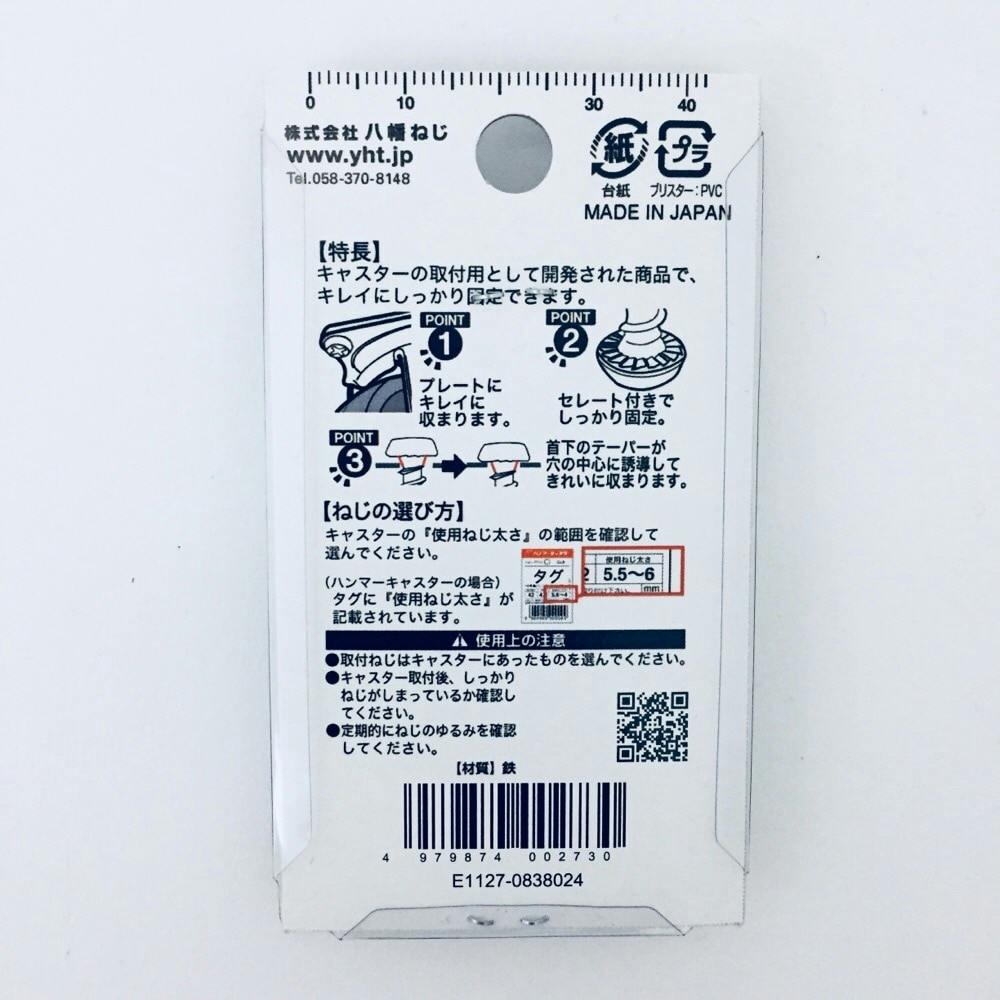 0 10 30 40
株式会社 八幡ねじ
www.yht.jp
Tel.058-370-8148
紙 プラ
台紙 ブリスター:PVC
MADE IN JAPAN
【特長】
キャスターの取付用として開発された商品で、
キレイにしっかり固定できます。
POINT
1
プレートに
キレイに
収まります。
POINT
2
セレート付きで
しっかり固定。
POINT
3
首下のテーパーが
穴の中心に誘導して
きれいに収まります。
【ねじの選び方】
キャスターの『使用ねじ太さ』の範囲を確認して
選んでください。
(ハンマーキャスターの場合)
タグに『使用ねじ太さ』が
記載されています。
タグ
使用ねじ太さ
2 5.5〜6
mm
使用上の注意
●取付ねじはキャスターにあったものを選んでください。
●キャスター取付後、しっかり
ねじがしまっているか確認し
てください。
●定期的にねじのゆるみを確認
してください。
【材質】鉄
4 979874 002730
E1127-0838024